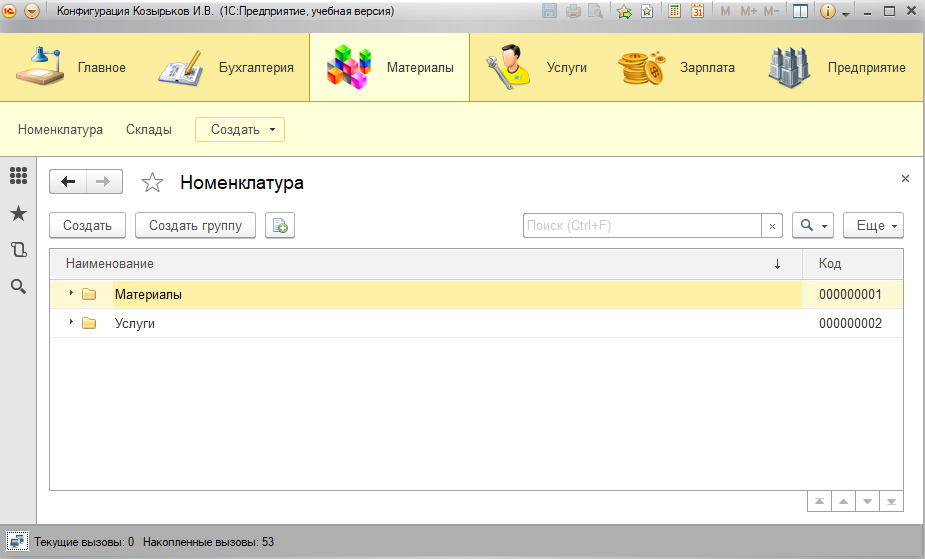 Конфигурация Козырьков И.В. (1С:Предприятие, учебная версия) 31 M M+ M-
Главное Бухгалтерия Материалы Услуги Зарплата Предприятие
Номенклатура Склады Создать
Номенклатура
Создать Создать группу Поиск (Ctrl+F) × Еще
Наименование ↓ Код
Материалы 000000001
Услуги 000000002
Текущие вызовы: 0 Накопленные вызовы: 53